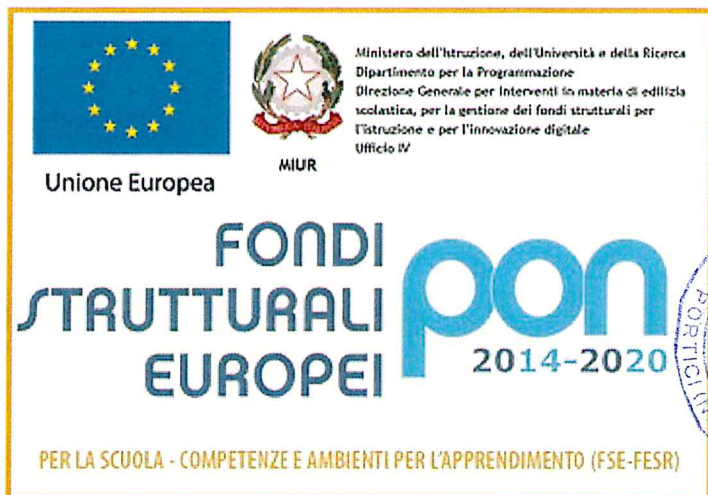 Unione Europea
MIUR
Ministero dell'Istruzione, dell'Università e della Ricerca
Dipartimento per la Programmazione
Direzione Generale per interventi in materia di edilizia
scolastica, per la gestione dei fondi strutturali per
l'istruzione e per l'innovazione digitale
Ufficio IV
FONDI
STRUTTURALI
EUROPEI
pon
2014-2020
PORTICI (N
PER LA SCUOLA - COMPETENZE E AMBIENTI PER L'APPRENDIMENTO (FSE-FESR)